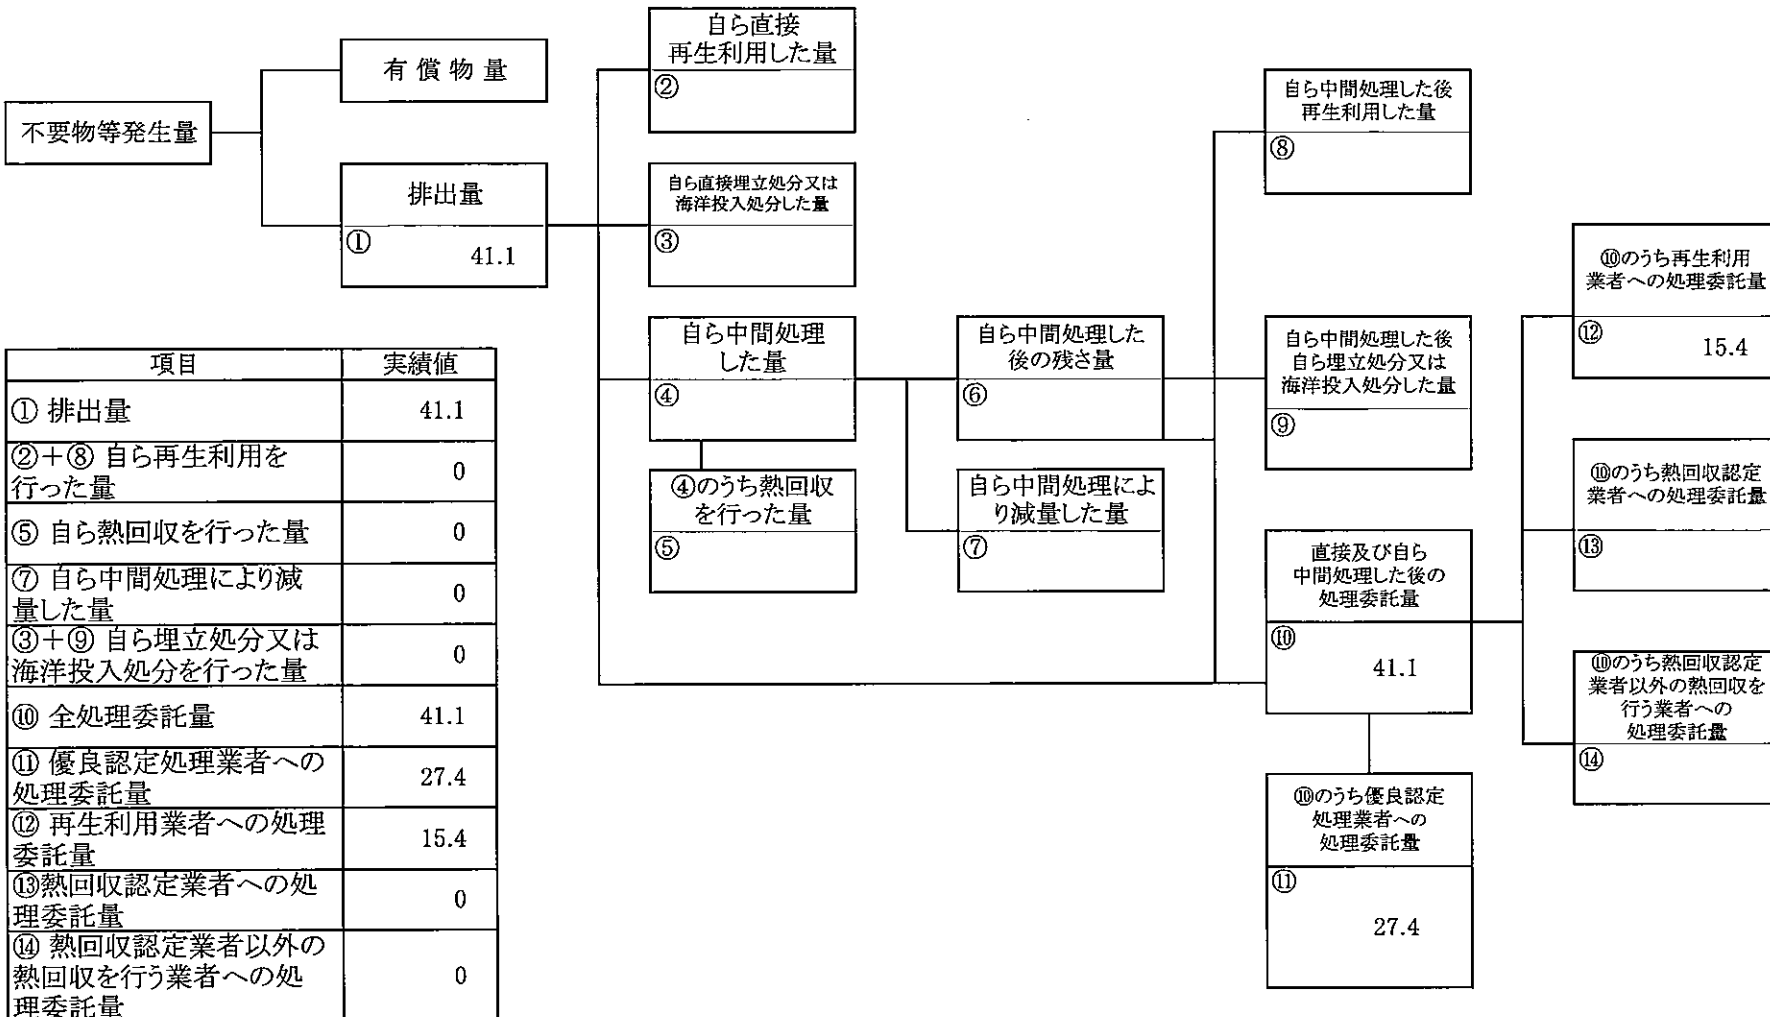 不要物等発生量
有償物量
排出量
①
41.1
自ら直接
再生利用した量
②
自ら直接埋立処分又は
海洋投入処分した量
③
自ら中間処理
した量
④
④のうち熱回収
を行った量
⑤
自ら中間処理した
後の残さ量
⑥
自ら中間処理によ
り減量した量
⑦
自ら中間処理した後
再生利用した量
⑧
自ら中間処理した後
自ら埋立処分又は
海洋投入処分した量
⑨
直接及び自ら
中間処理した後の
処理委託量
⑩
41.1
⑩のうち優良認定
処理業者への
処理委託量
⑪
27.4
⑩のうち再生利用
業者への処理委託量
⑫
15.4
⑩のうち熱回収認定
業者への処理委託量
⑬
⑩のうち熱回収認定
業者以外の熱回収を
行う業者への
処理委託量
⑭
項目 実績値
① 排出量 41.1
②+⑧ 自ら再生利用を
行った量 0
⑤ 自ら熱回収を行った量 0
⑦ 自ら中間処理により減
量した量 0
③+⑨ 自ら埋立処分又は
海洋投入処分を行った量 0
⑩ 全処理委託量 41.1
⑪ 優良認定処理業者への
処理委託量 27.4
⑫ 再生利用業者への処理
委託量 15.4
⑬熱回収認定業者への処
理委託量 0
⑭ 熱回収認定業者以外の
熱回収を行う業者への処
理委託量 0